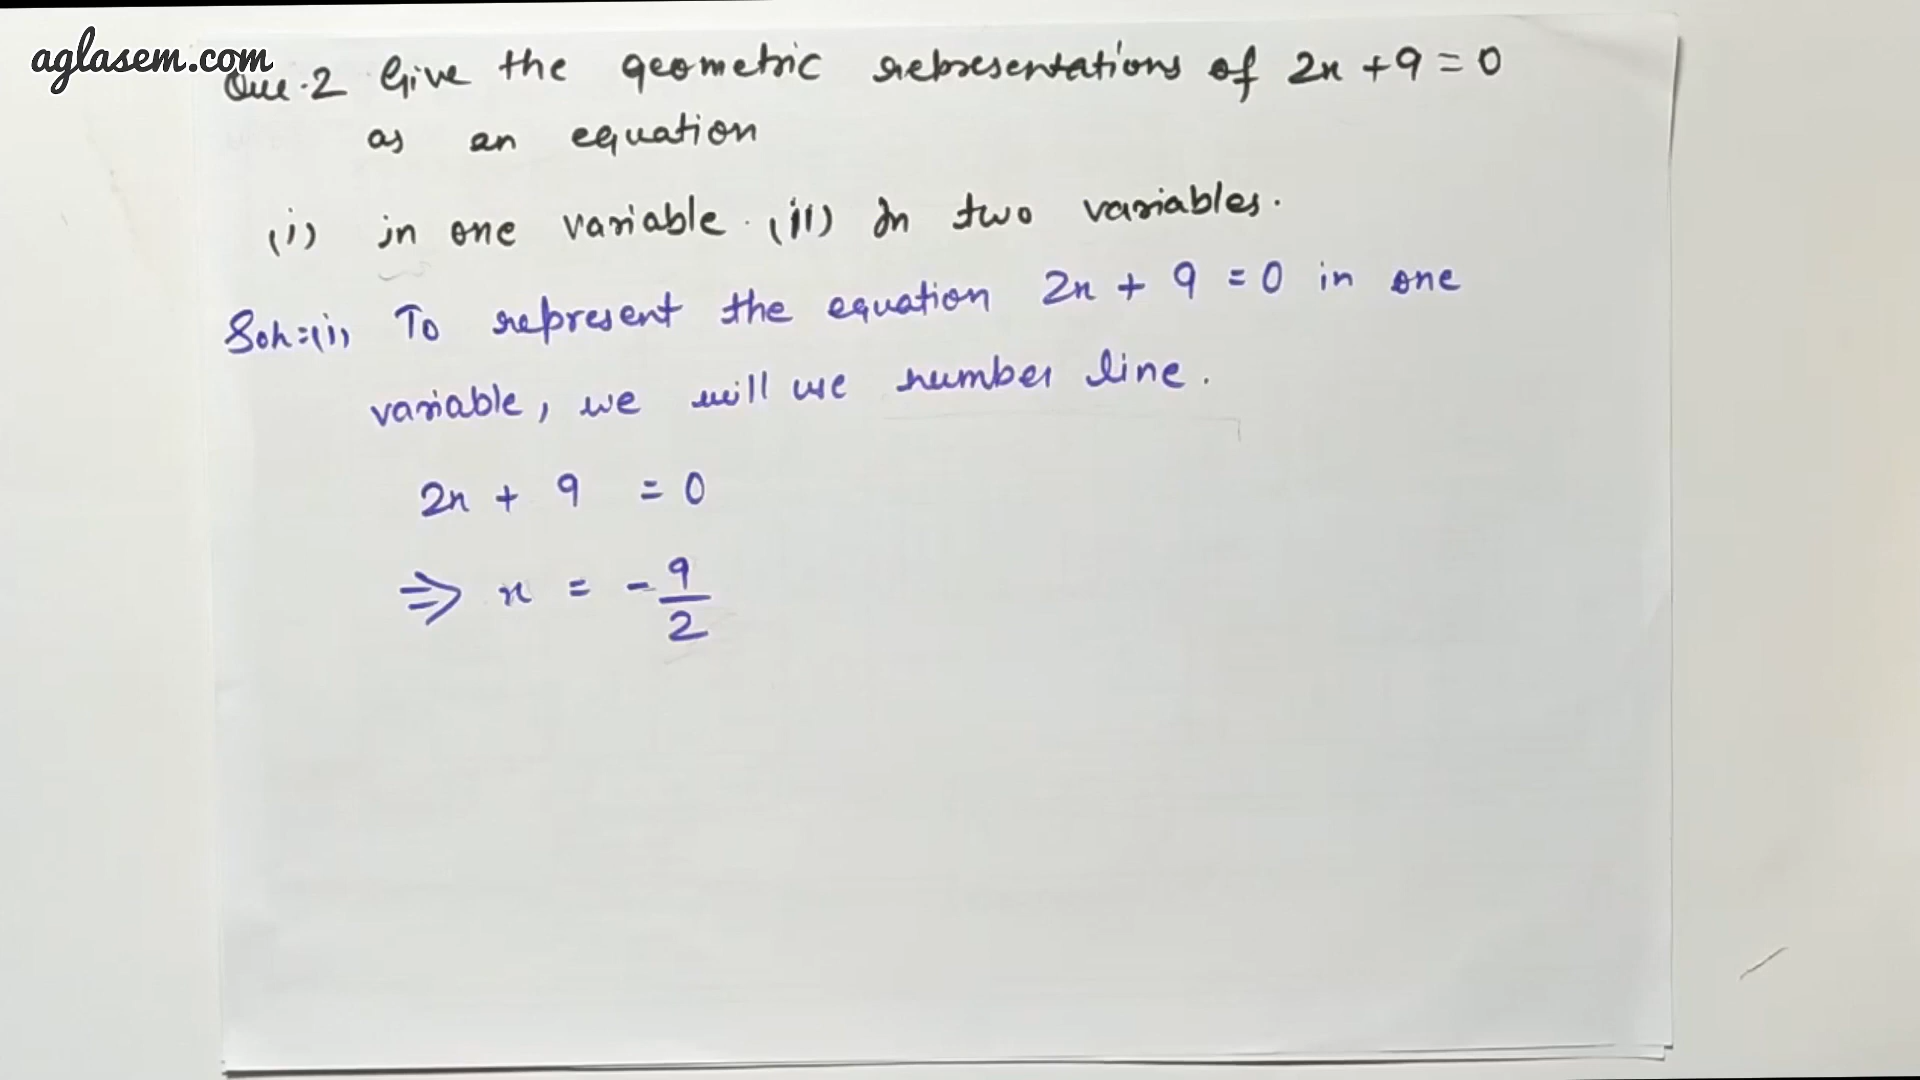 aglasem.com
Que.2 Give the geometric representations of 2x + 9 = 0
as an equation
(i) in one variable. (ii) In two variables.
Soln:(i) To represent the equation 2x + 9 = 0 in one
variable, we will use number line.
2x + 9 = 0
⇒ x = -9/2